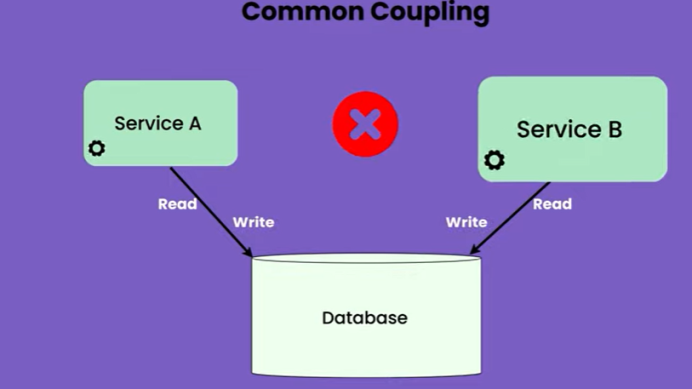 Common Coupling
Service A
Service B
Read
Write
Write
Read
Database